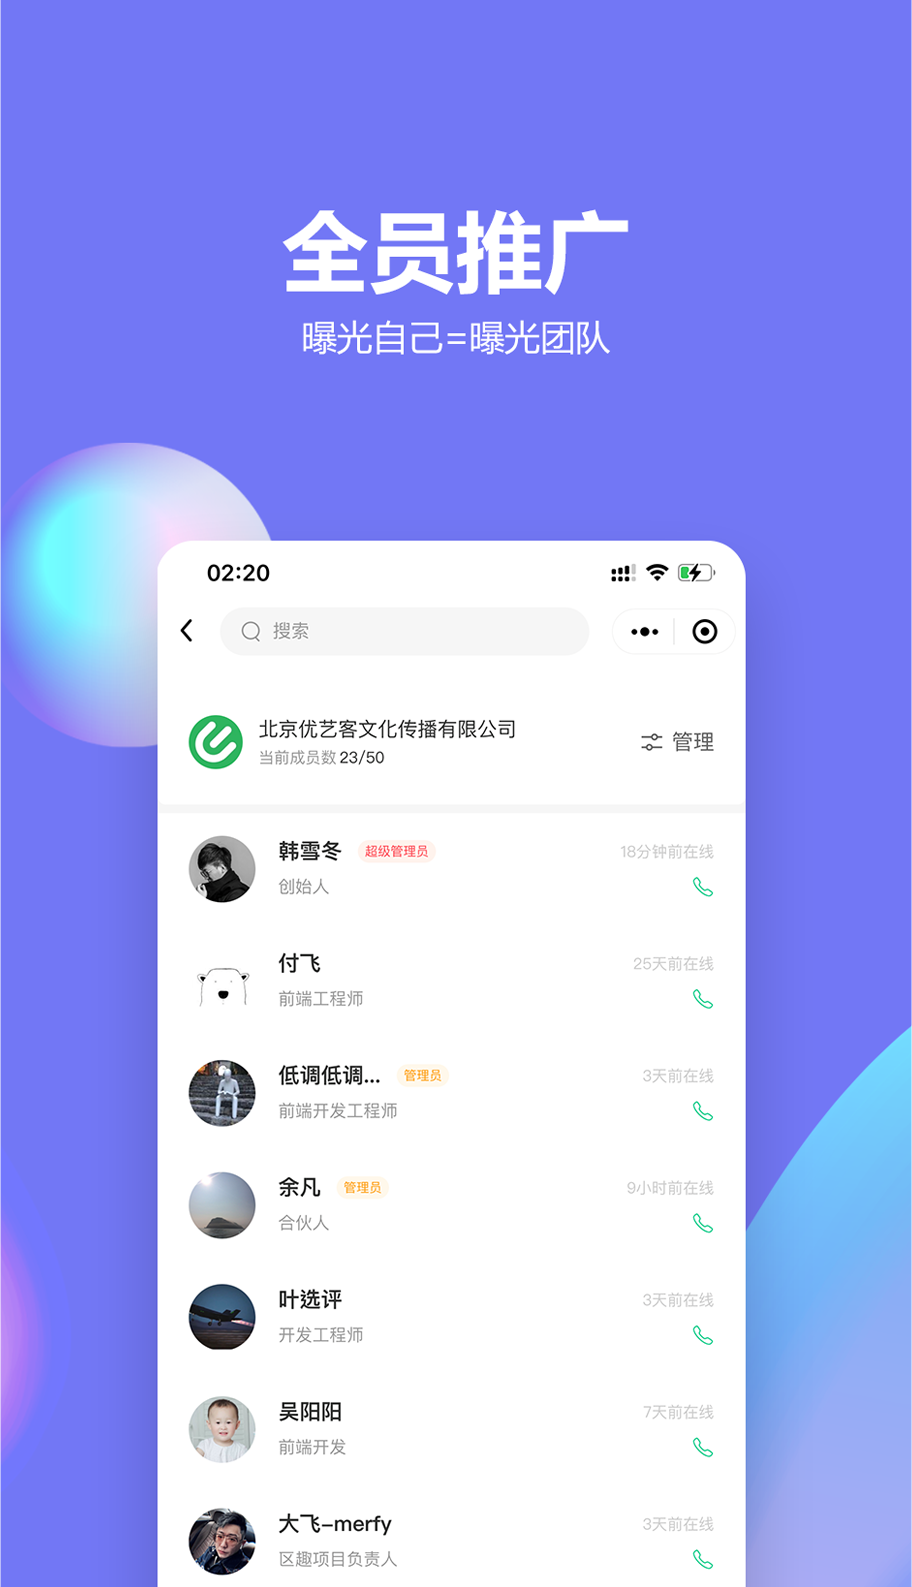 全员推广
曝光自己=曝光团队
02:20
搜索
北京优艺客文化传播有限公司
当前成员数 23/50
管理
韩雪冬 超级管理员 18分钟前在线
创始人
付飞 25天前在线
前端工程师
低调低调... 管理员 3天前在线
前端开发工程师
余凡 管理员 9小时前在线
合伙人
叶选评 3天前在线
开发工程师
吴阳阳 7天前在线
前端开发
大飞-merfy 3天前在线
区趣项目负责人